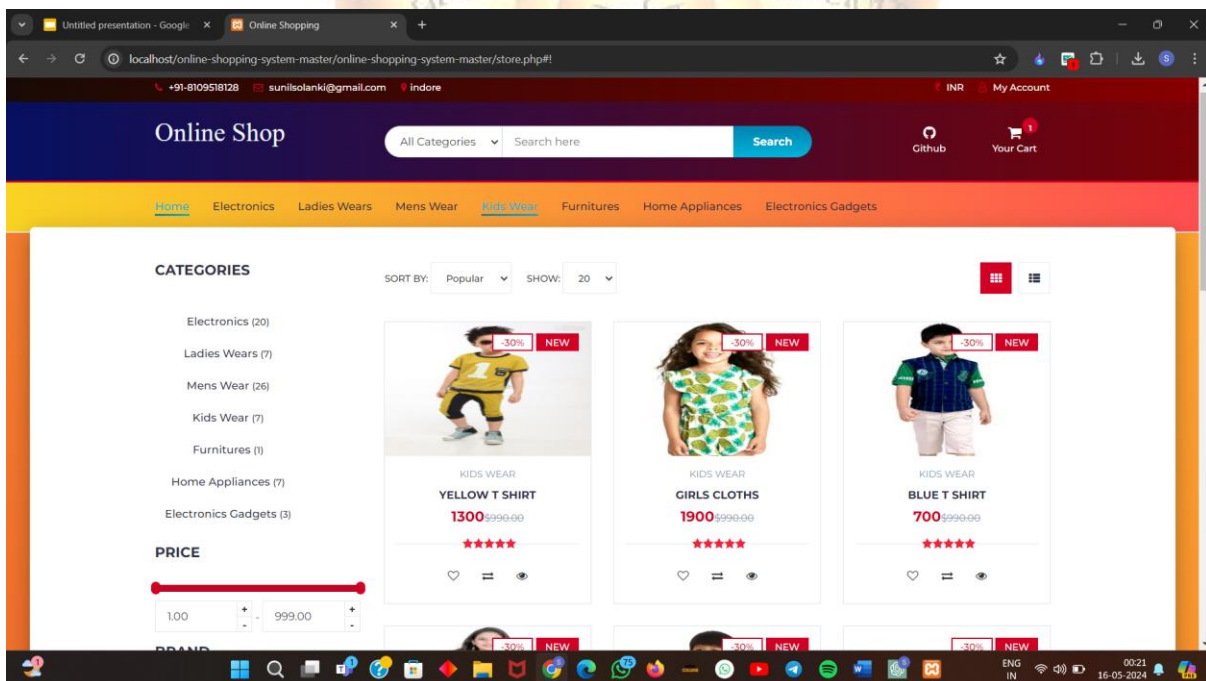 Untitled presentation - Google
Online Shopping
localhost/online-shopping-system-master/online-shopping-system-master/store.php#!
+91-8109518128 sunilsolanki@gmail.com indore INR My Account
Online Shop
All Categories Search here Search
Github
1
Your Cart
Home Electronics Ladies Wears Mens Wear Kids Wear Furnitures Home Appliances Electronics Gadgets
CATEGORIES
SORT BY: Popular SHOW: 20
Electronics (20)
Ladies Wears (7)
Mens Wear (26)
Kids Wear (7)
Furnitures (1)
Home Appliances (7)
Electronics Gadgets (3)
PRICE
1.00 + - - 999.00 + -
BRAND
-30% NEW
KIDS WEAR
YELLOW T SHIRT
1300 $990.00
-30% NEW
KIDS WEAR
GIRLS CLOTHS
1900 $990.00
-30% NEW
KIDS WEAR
BLUE T SHIRT
700 $990.00
-30% NEW
-30% NEW
-30% NEW
75
ENG
IN
00:21
16-05-2024